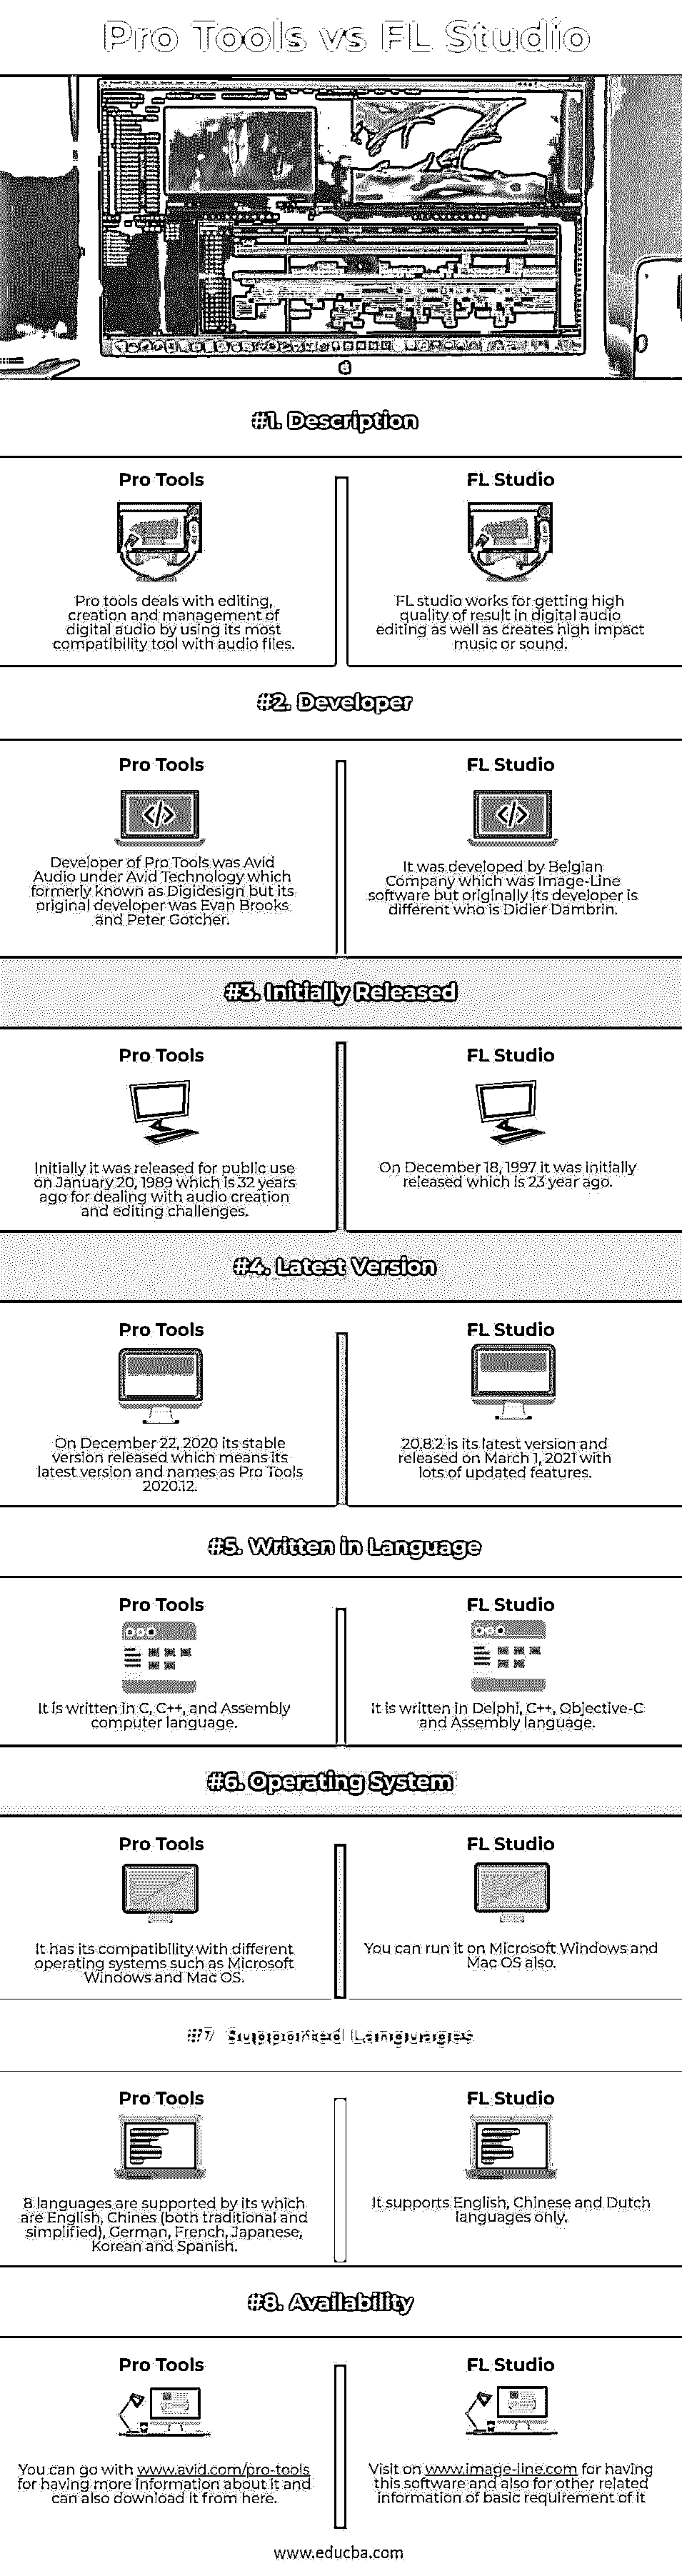 Pro Tools vs FL Studio
#1. Description
Pro Tools
Pro tools deals with editing,
creation and management of
digital audio by using its most
compatibility tool with audio files.
FL Studio
FL studio works for getting high
quality of result in digital audio
editing as well as creates high impact
music or sound.
#2. Developer
Pro Tools
Developer of Pro Tools was Avid
Audio under Avid Technology which
formerly known as Digidesign but its
original developer was Evan Brooks
and Peter Gotcher.
FL Studio
It was developed by Belgian
Company which was Image-Line
software but originally its developer is
different who is Didier Dambrin.
#3. Initially Released
Pro Tools
Initially it was released for public use
on January 20, 1989 which is 32 years
ago for dealing with audio creation
and editing challenges.
FL Studio
On December 18, 1997 it was initially
released which is 23 year ago.
#4. Latest Version
Pro Tools
On December 22, 2020 its stable
version released which means its
latest version and names as Pro Tools
2020.12.
FL Studio
20.8.2 is its latest version and
released on March 1, 2021 with
lots of updated features.
#5. Written in Language
Pro Tools
It is written in C, C++, and Assembly
computer language.
FL Studio
It is written in Delphi, C++, Objective-C
and Assembly language.
#6. Operating System
Pro Tools
It has its compatibility with different
operating systems such as Microsoft
Windows and Mac OS.
FL Studio
You can run it on Microsoft Windows and
Mac OS also.
#7 Supported Languages
Pro Tools
8 languages are supported by its which
are English, Chines (both traditional and
simplified), German, French, Japanese,
Korean and Spanish.
FL Studio
It supports English, Chinese and Dutch
languages only.
#8. Availability
Pro Tools
You can go with www.avid.com/pro-tools
for having more information about it and
can also download it from here.
FL Studio
Visit on www.image-line.com for having
this software and also for other related
information of basic requirement of it
www.educba.com